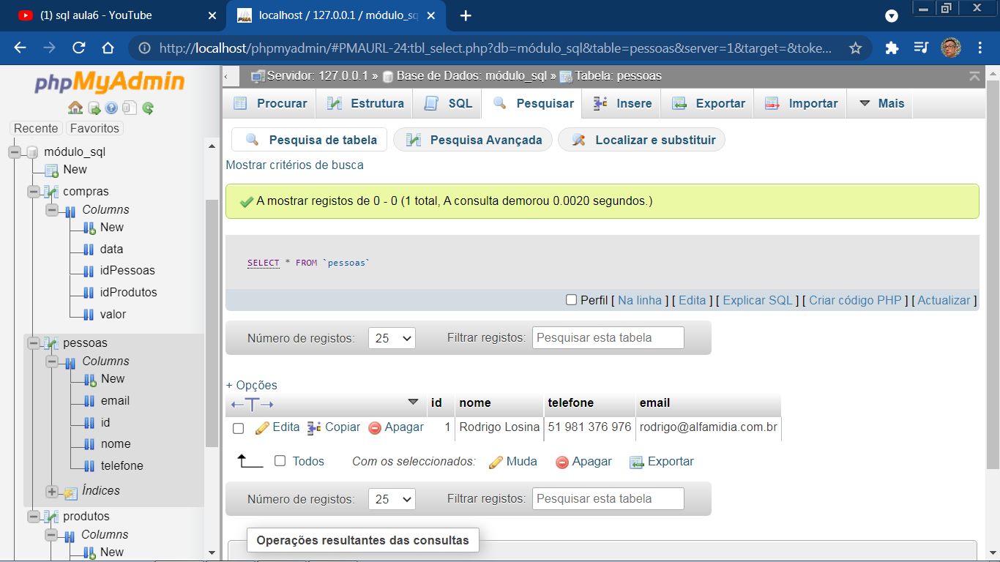 (1) sql aula6 - YouTube
localhost / 127.0.0.1 / módulo_sq
http://localhost/phpmyadmin/#PMAURL-24:tbl_select.php?db=módulo_sql&table=pessoas&server=1&target=&toke...
phpMyAdmin
Recente Favoritos
módulo_sql
New
compras
Columns
New
data
idPessoas
idProdutos
valor
pessoas
Columns
New
email
id
nome
telefone
Índices
produtos
Columns
New
Servidor: 127.0.0.1 » Base de Dados: módulo_sql » Tabela: pessoas
Procurar Estrutura SQL Pesquisar Insere Exportar Importar Mais
Pesquisa de tabela Pesquisa Avançada Localizar e substituir
Mostrar critérios de busca
A mostrar registos de 0 - 0 (1 total, A consulta demorou 0.0020 segundos.)
SELECT * FROM `pessoas`
Perfil [ Na linha ] [ Edita ] [ Explicar SQL ] [ Criar código PHP ] [ Actualizar ]
Número de registos: 25 Filtrar registos: Pesquisar esta tabela
+ Opções
←T→ id nome telefone email
Edita Copiar Apagar 1 Rodrigo Losina 51 981 376 976 rodrigo@alfamidia.com.br
Todos Com os seleccionados: Muda Apagar Exportar
Número de registos: 25 Filtrar registos: Pesquisar esta tabela
Operações resultantes das consultas